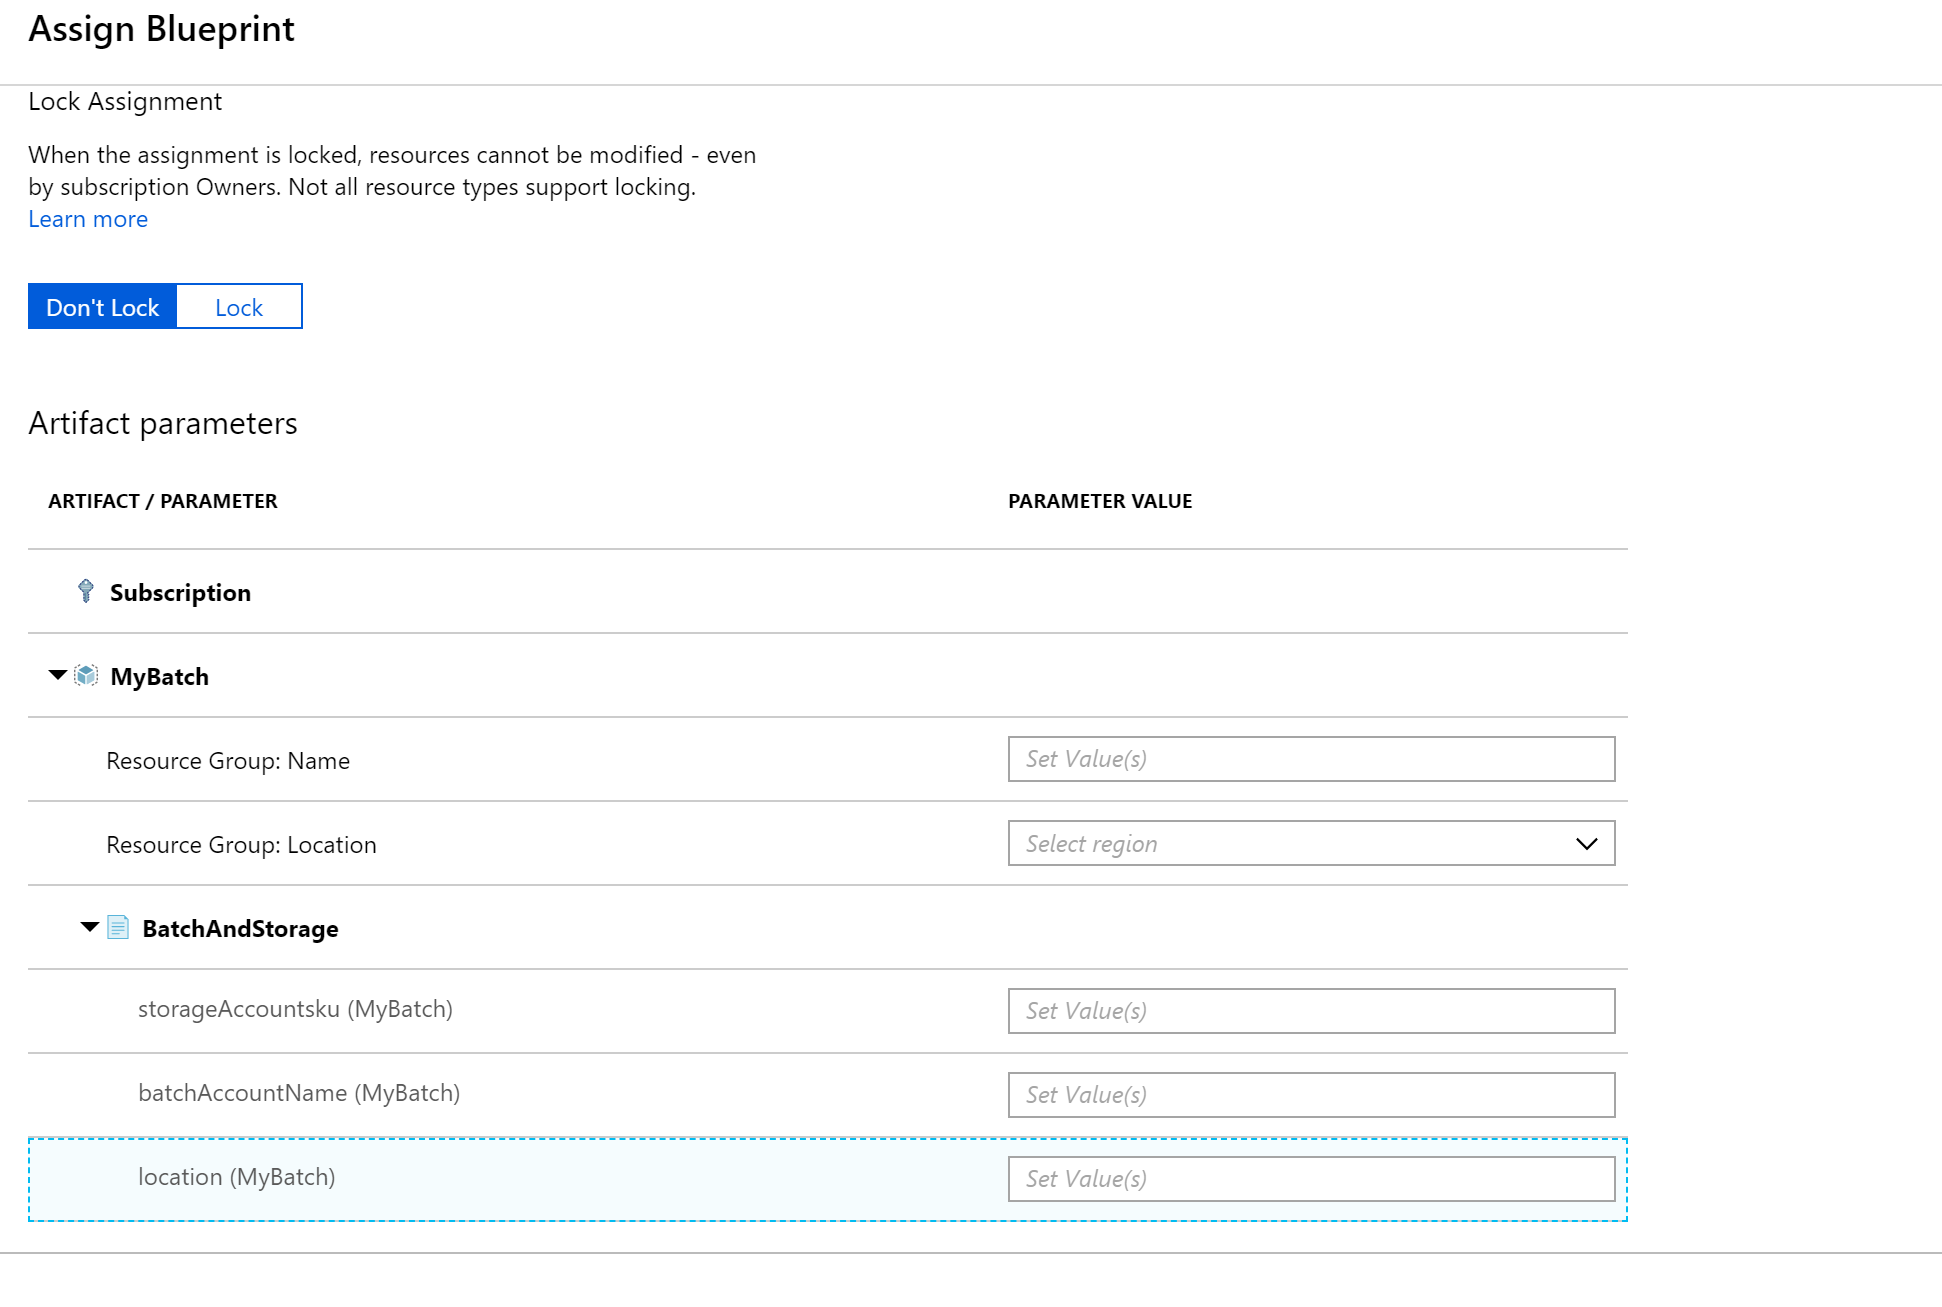 Assign Blueprint
Lock Assignment
When the assignment is locked, resources cannot be modified - even
by subscription Owners. Not all resource types support locking.
Learn more
Don't Lock Lock
Artifact parameters
ARTIFACT / PARAMETER PARAMETER VALUE
Subscription
MyBatch
Resource Group: Name Set Value(s)
Resource Group: Location Select region
BatchAndStorage
storageAccountsku (MyBatch) Set Value(s)
batchAccountName (MyBatch) Set Value(s)
location (MyBatch) Set Value(s)